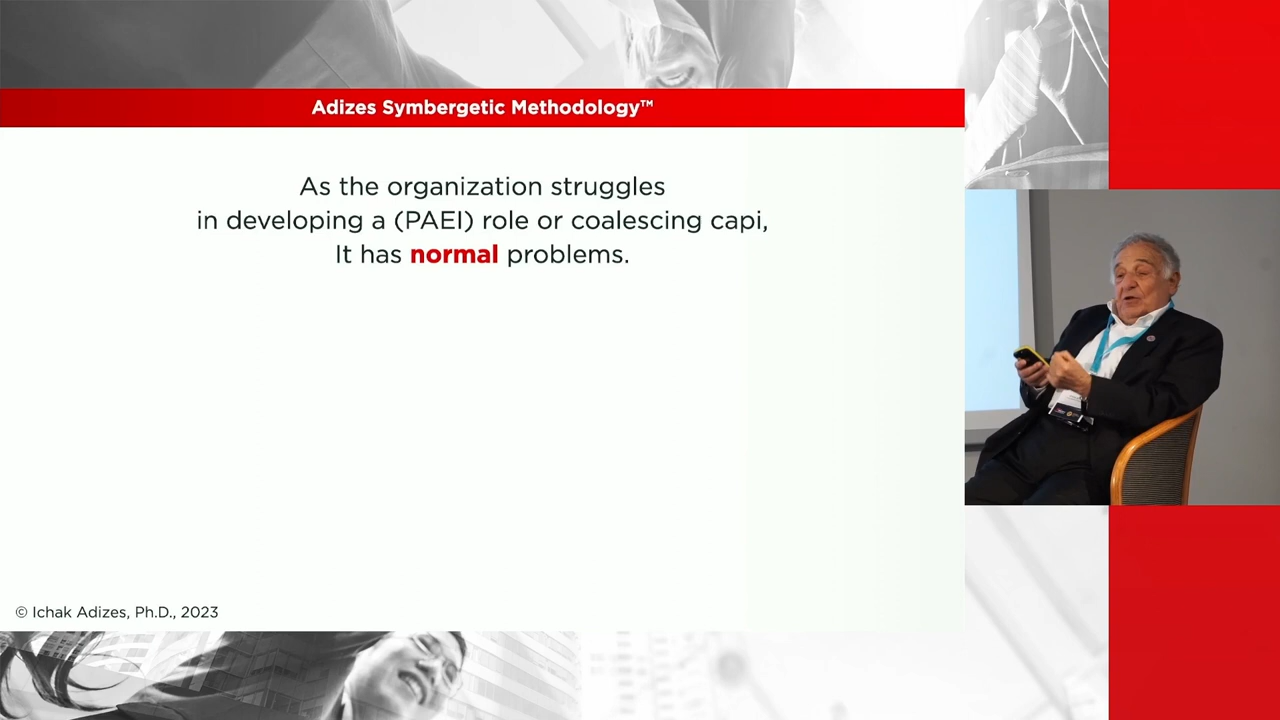 Adizes Symbergetic Methodology™
As the organization struggles
in developing a (PAEI) role or coalescing capi,
It has normal problems.
© Ichak Adizes, Ph.D., 2023